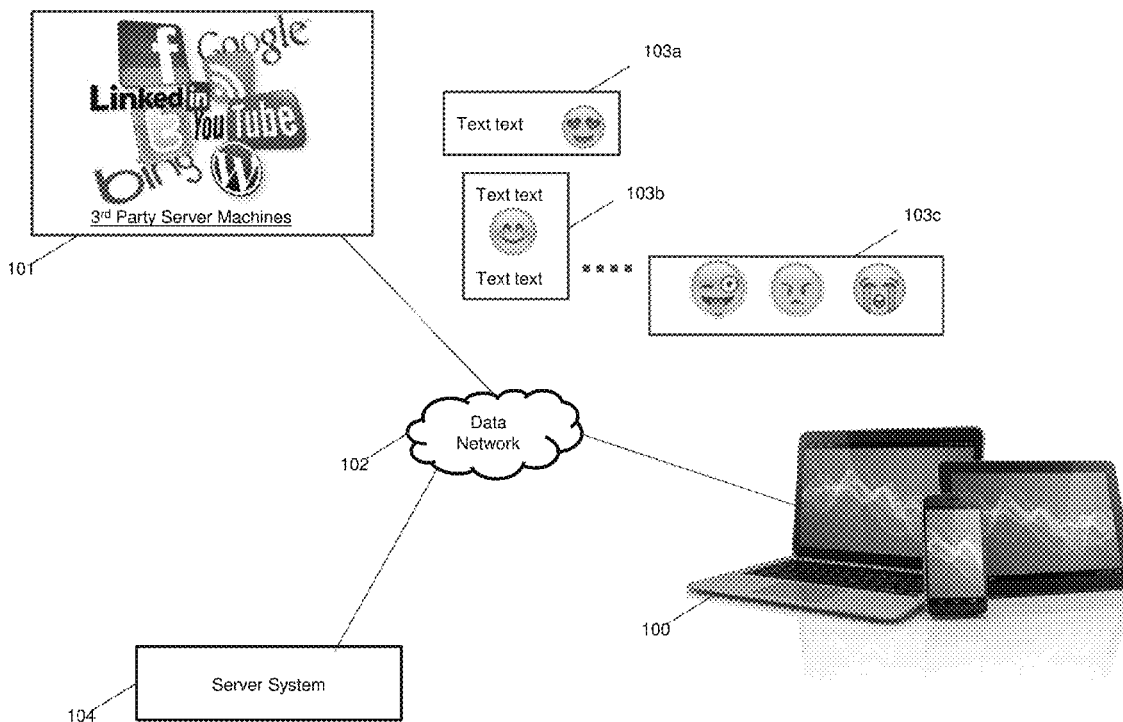 Google
f
Linked in
You Tube
bing
W
3rd Party Server Machines
101
103a
Text text
103b
Text text
Text text
103c
Data
Network
102
100
Server System
104